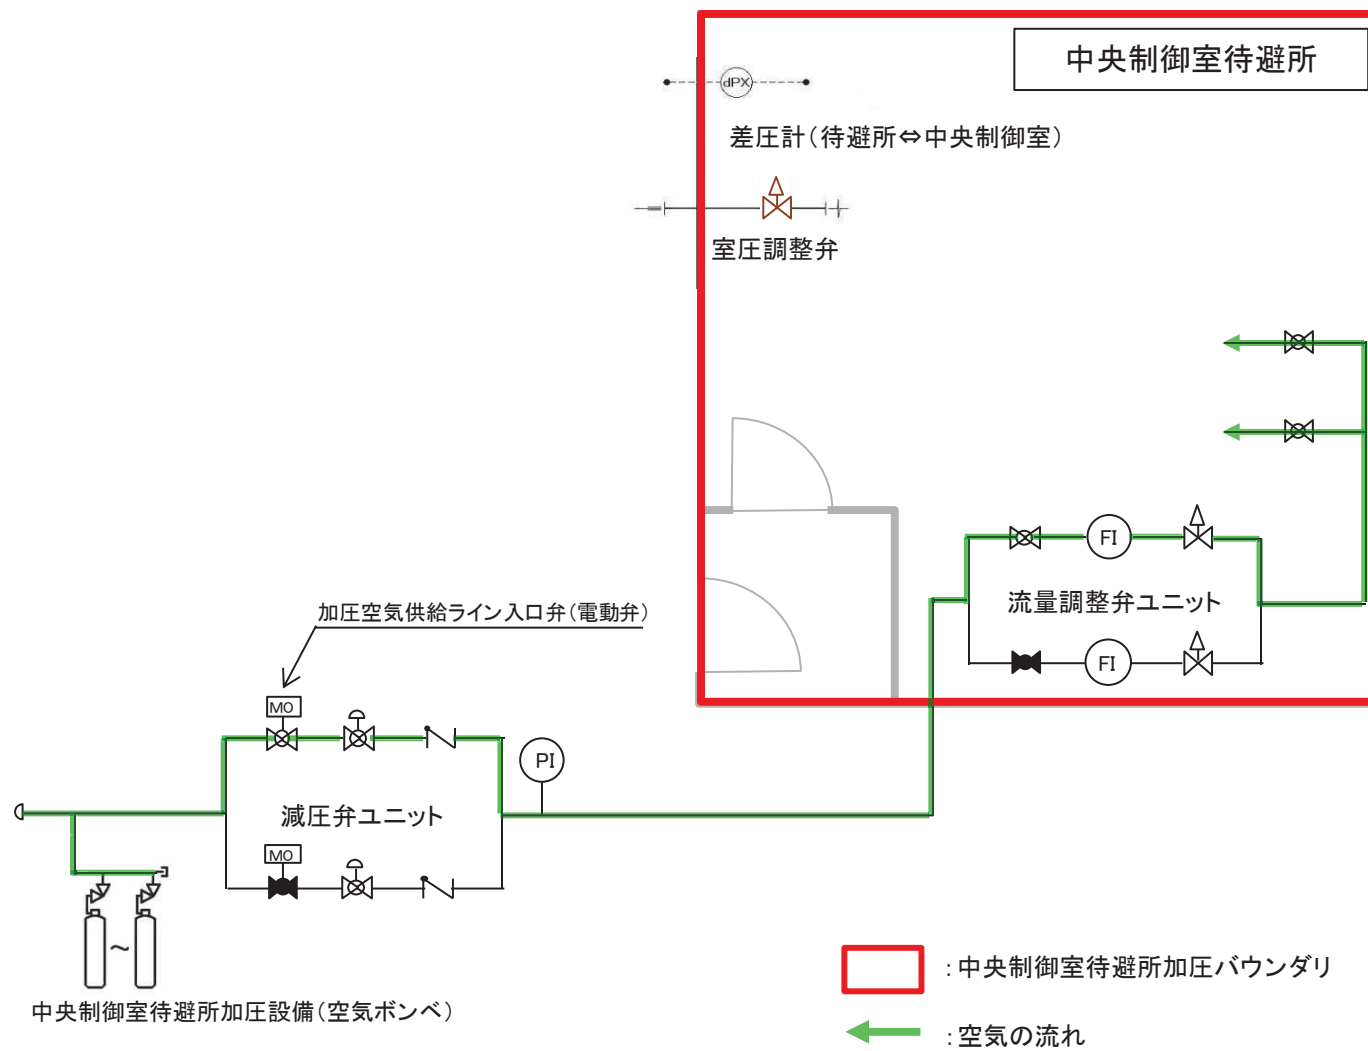 中央制御室待避所
dPX
差圧計(待避所⇔中央制御室)
室圧調整弁
FI
流量調整弁ユニット
FI
加圧空気供給ライン入口弁(電動弁)
MO
PI
減圧弁ユニット
MO
～
中央制御室待避所加圧設備(空気ボンベ)
:中央制御室待避所加圧バウンダリ
:空気の流れ